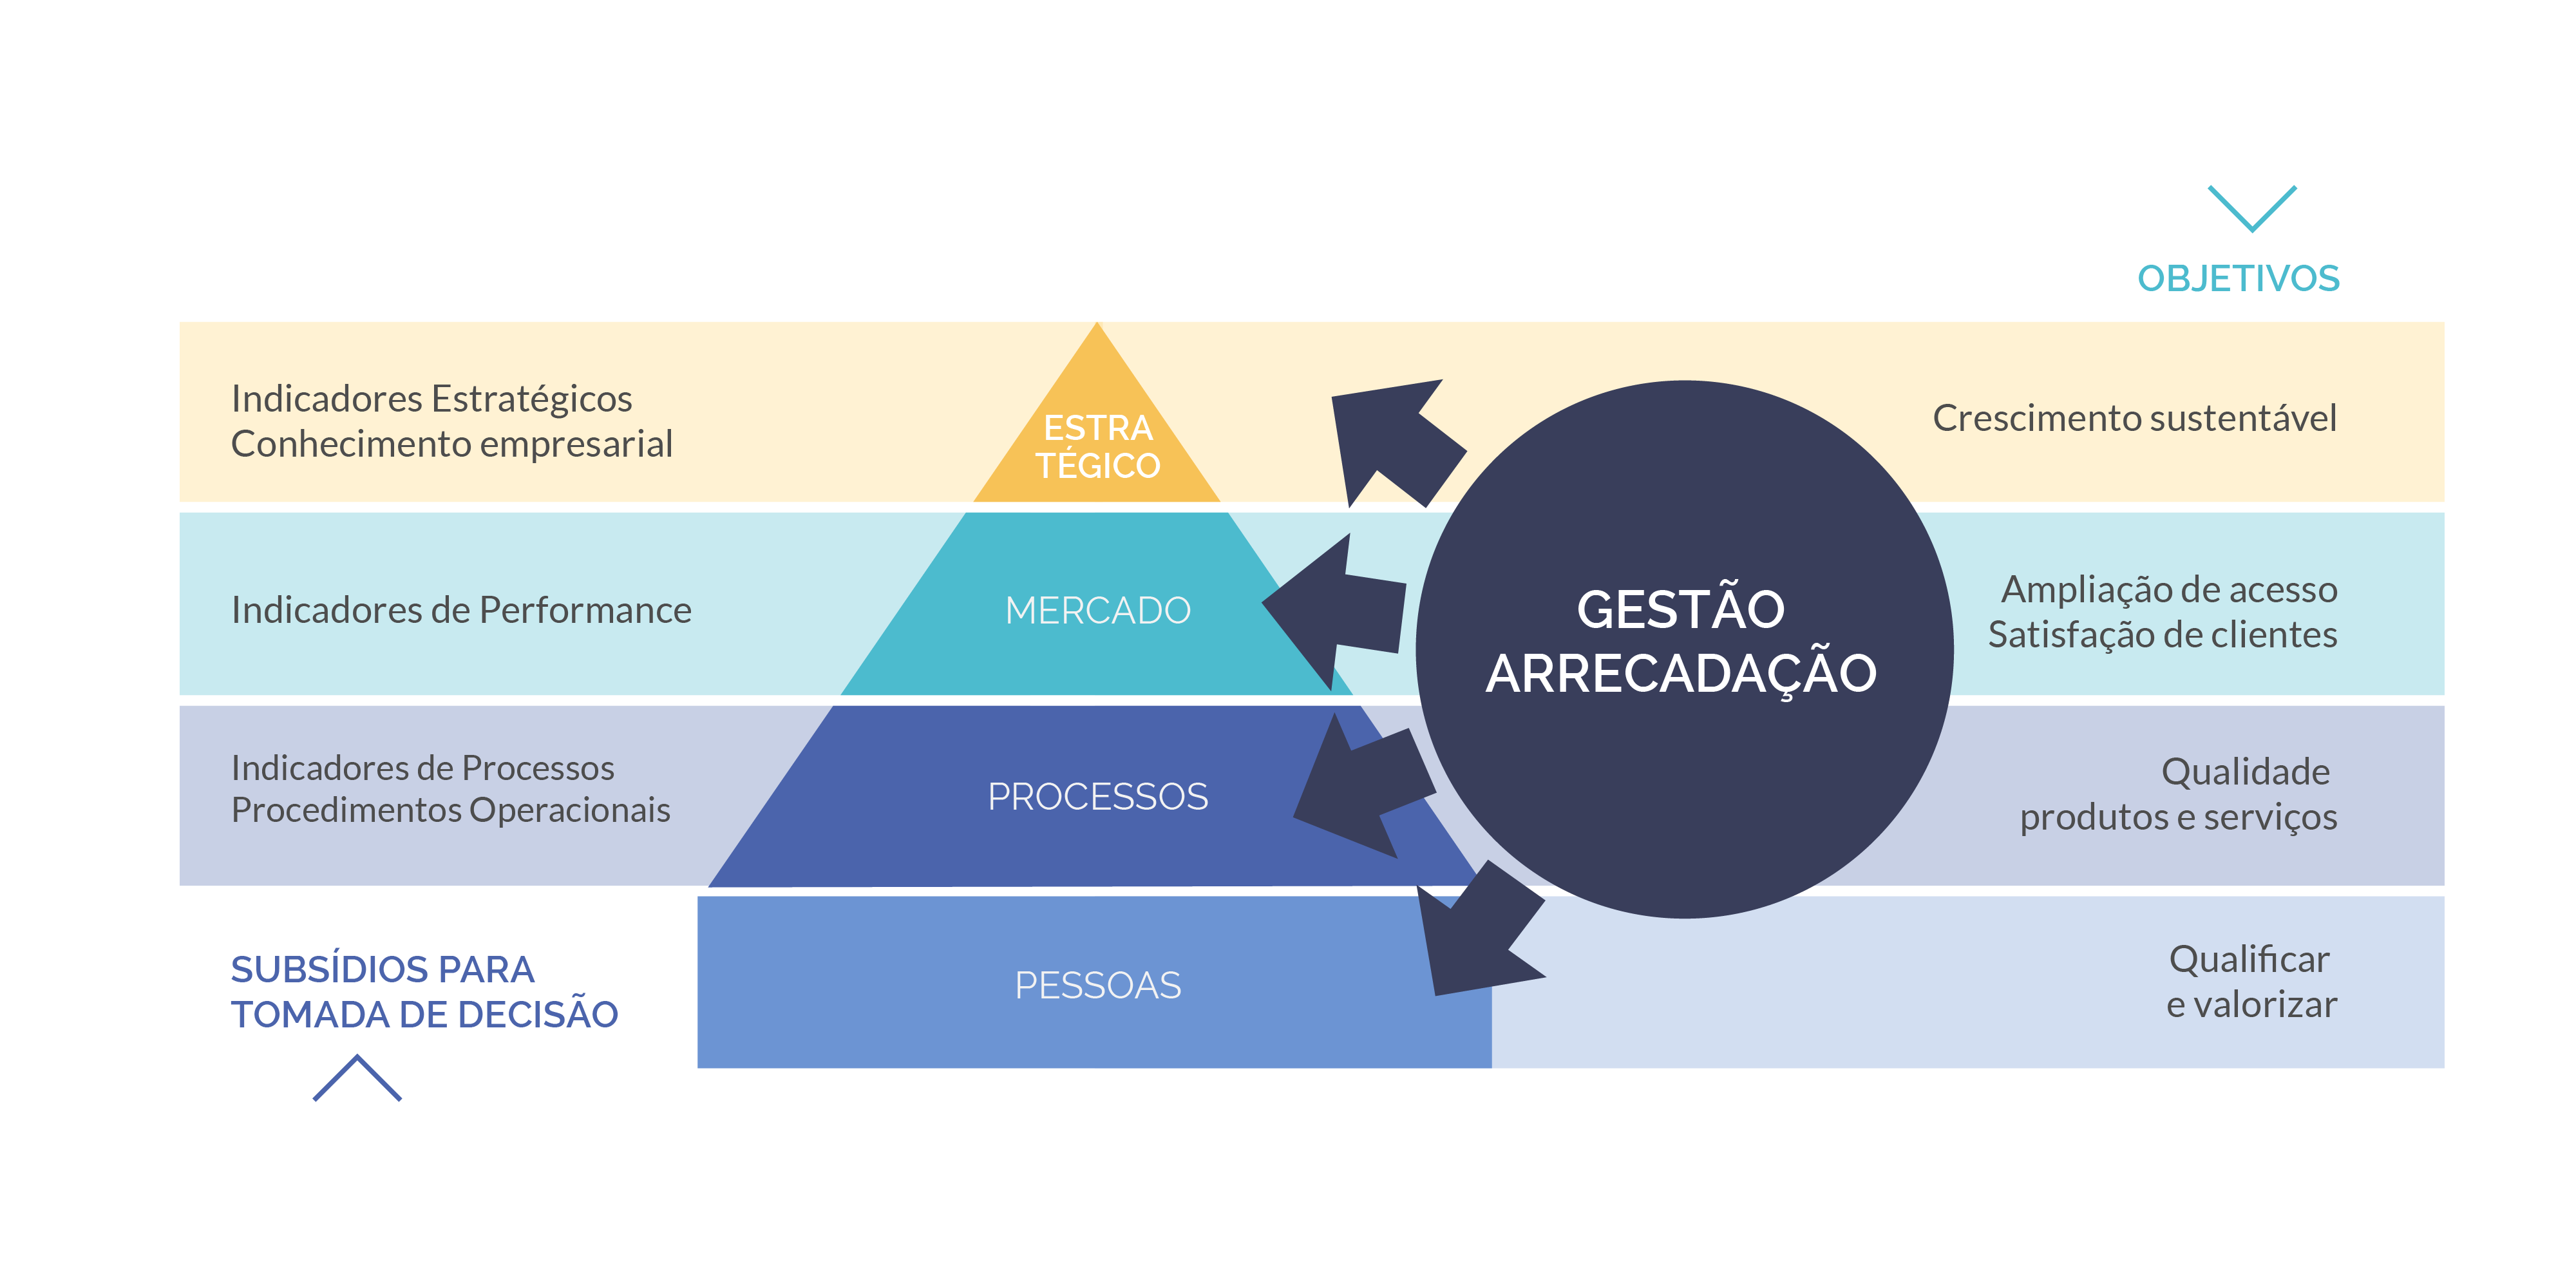 OBJETIVOS
Indicadores Estratégicos
Conhecimento empresarial
ESTRA
TÉGICO
Crescimento sustentável
Indicadores de Performance
MERCADO
GESTÃO
ARRECADAÇÃO
Ampliação de acesso
Satisfação de clientes
Indicadores de Processos
Procedimentos Operacionais
PROCESSOS
Qualidade
produtos e serviços
SUBSÍDIOS PARA
TOMADA DE DECISÃO
PESSOAS
Qualificar
e valorizar